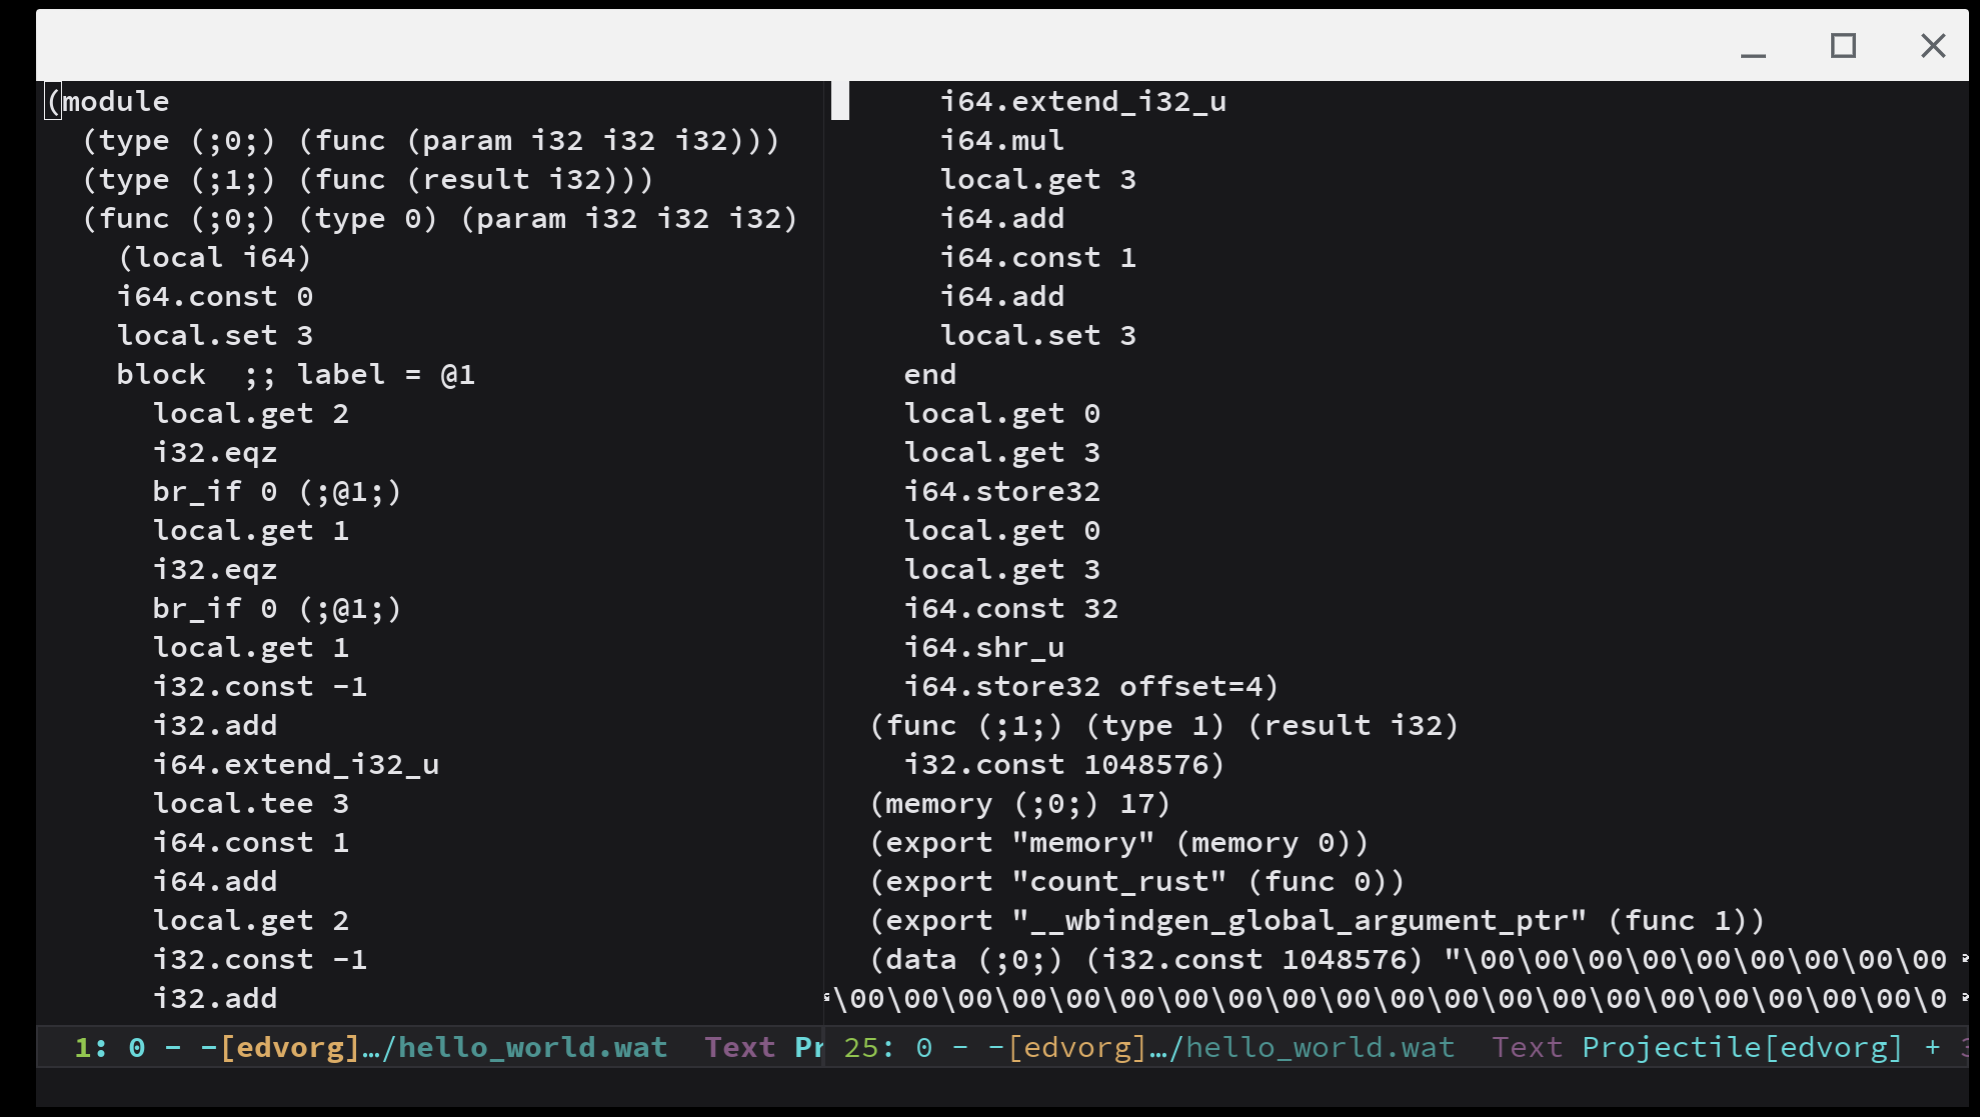 (module
  (type (;0;) (func (param i32 i32 i32)))
  (type (;1;) (func (result i32)))
  (func (;0;) (type 0) (param i32 i32 i32)
    (local i64)
    i64.const 0
    local.set 3
    block  ;; label = @1
      local.get 2
      i32.eqz
      br_if 0 (;@1;)
      local.get 1
      i32.eqz
      br_if 0 (;@1;)
      local.get 1
      i32.const -1
      i32.add
      i64.extend_i32_u
      local.tee 3
      i64.const 1
      i64.add
      local.get 2
      i32.const -1
      i32.add
1: 0 - -[edvorg]…/hello_world.wat  Text Pr
      i64.extend_i32_u
      i64.mul
      local.get 3
      i64.add
      i64.const 1
      i64.add
      local.set 3
    end
    local.get 0
    local.get 3
    i64.store32
    local.get 0
    local.get 3
    i64.const 32
    i64.shr_u
    i64.store32 offset=4)
  (func (;1;) (type 1) (result i32)
    i32.const 1048576)
  (memory (;0;) 17)
  (export "memory" (memory 0))
  (export "count_rust" (func 0))
  (export "__wbindgen_global_argument_ptr" (func 1))
  (data (;0;) (i32.const 1048576) "\00\00\00\00\00\00\00\00\00
\00\00\00\00\00\00\00\00\00\00\00\00\00\00\00\00\00\00\00\00\0
25: 0 - -[edvorg]…/hello_world.wat  Text Projectile[edvorg] +